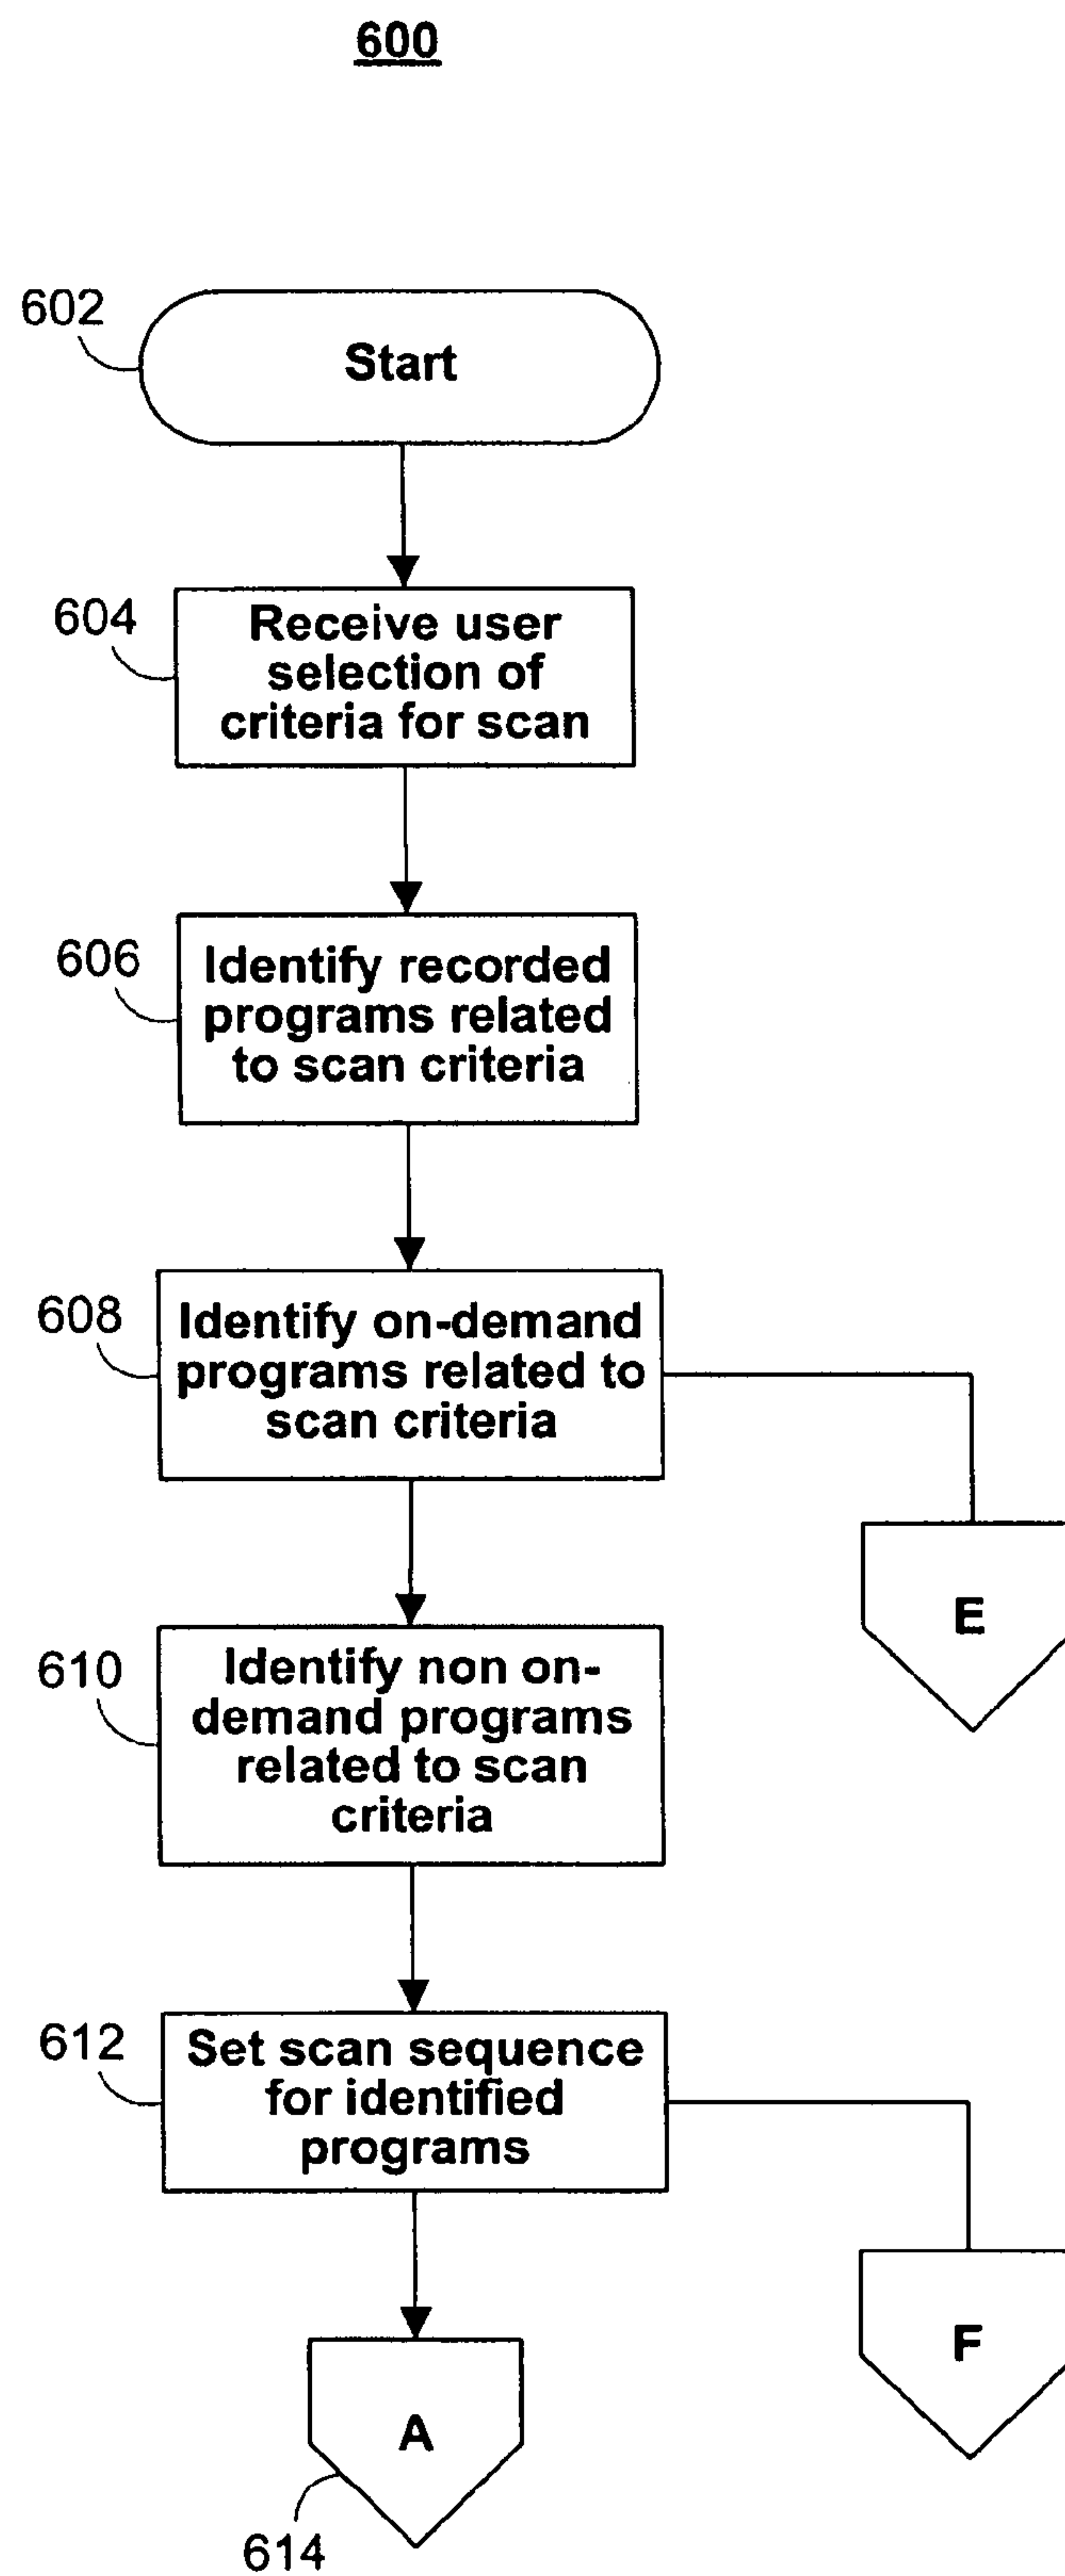 600
602
Start
604
Receive user
selection of
criteria for scan
606
Identify recorded
programs related
to scan criteria
608
Identify on-demand
programs related to
scan criteria
E
610
Identify non on-
demand programs
related to scan
criteria
612
Set scan sequence
for identified
programs
F
A
614